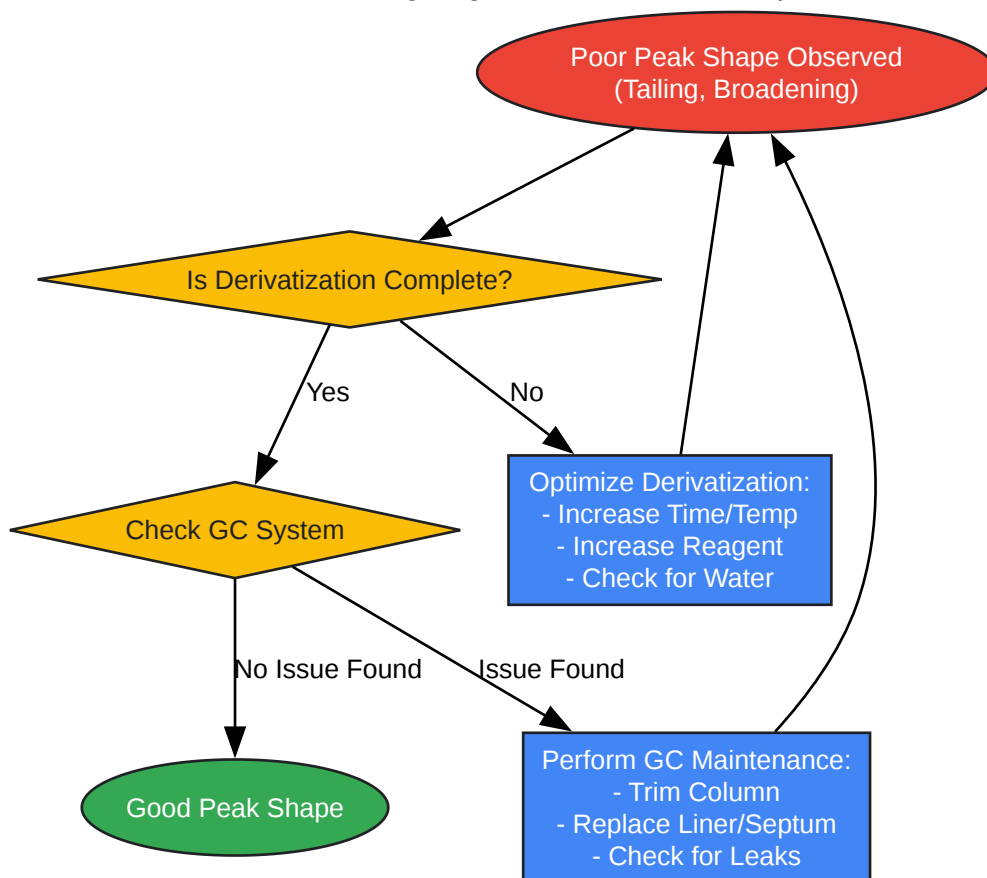 Poor Peak Shape Observed
(Tailing, Broadening)
Is Derivatization Complete?
Yes
No
Optimize Derivatization:
- Increase Time/Temp
- Increase Reagent
- Check for Water
Check GC System
No Issue Found
Issue Found
Perform GC Maintenance:
- Trim Column
- Replace Liner/Septum
- Check for Leaks
Good Peak Shape